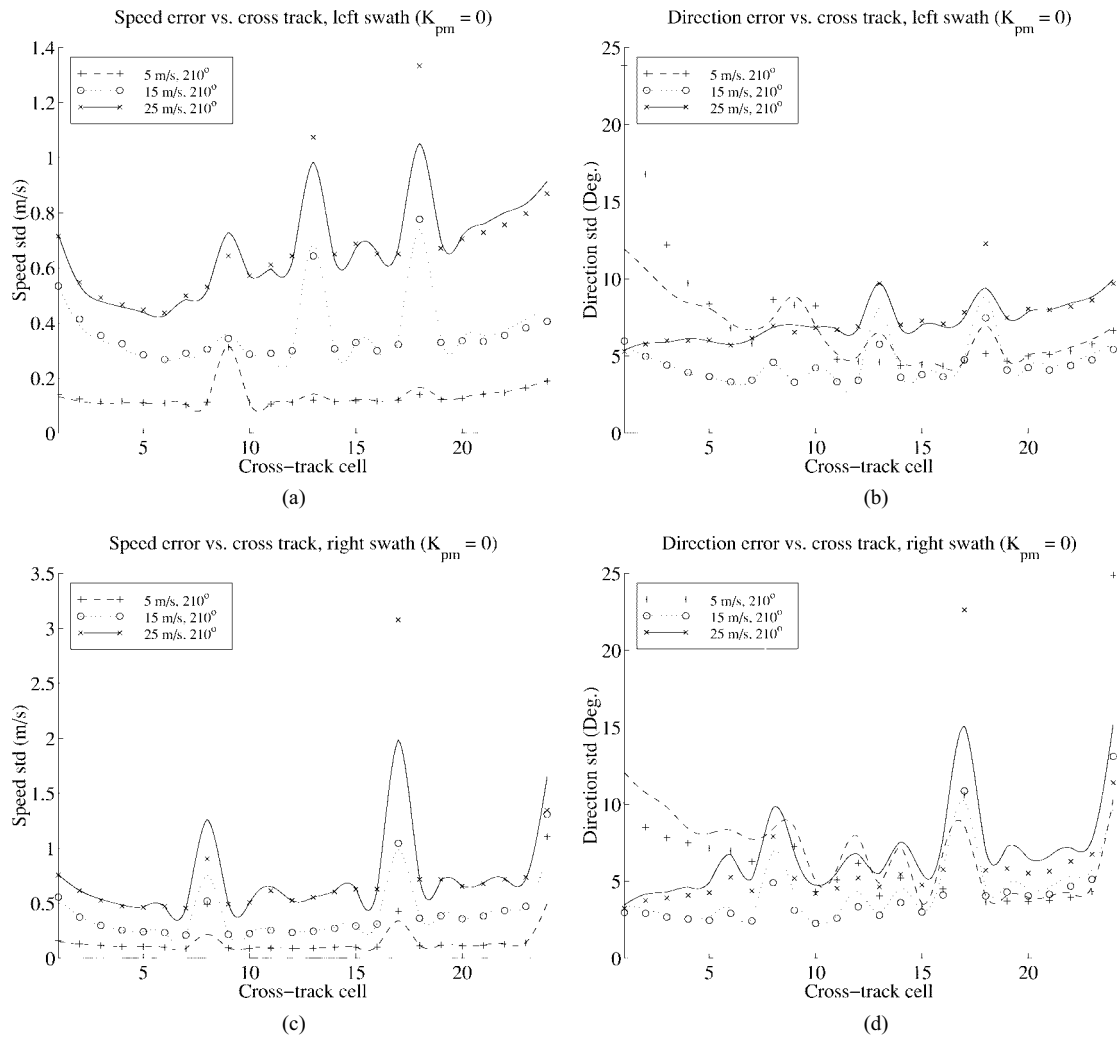 Speed error vs. cross track, left swath (K_pm = 0)
1.4
1.2
1
0.8
0.6
0.4
0.2
0
Speed std (m/s)
5 m/s, 210°
15 m/s, 210°
25 m/s, 210°
5
10
15
20
Cross−track cell
(a)
Direction error vs. cross track, left swath (K_pm = 0)
25
20
15
10
5
0
Direction std (Deg.)
5 m/s, 210°
15 m/s, 210°
25 m/s, 210°
5
10
15
20
Cross−track cell
(b)
Speed error vs. cross track, right swath (K_pm = 0)
3.5
3
2.5
2
1.5
1
0.5
0
Speed std (m/s)
5 m/s, 210°
15 m/s, 210°
25 m/s, 210°
5
10
15
20
Cross−track cell
(c)
Direction error vs. cross track, right swath (K_pm = 0)
25
20
15
10
5
0
Direction std (Deg.)
5 m/s, 210°
15 m/s, 210°
25 m/s, 210°
5
10
15
20
Cross−track cell
(d)